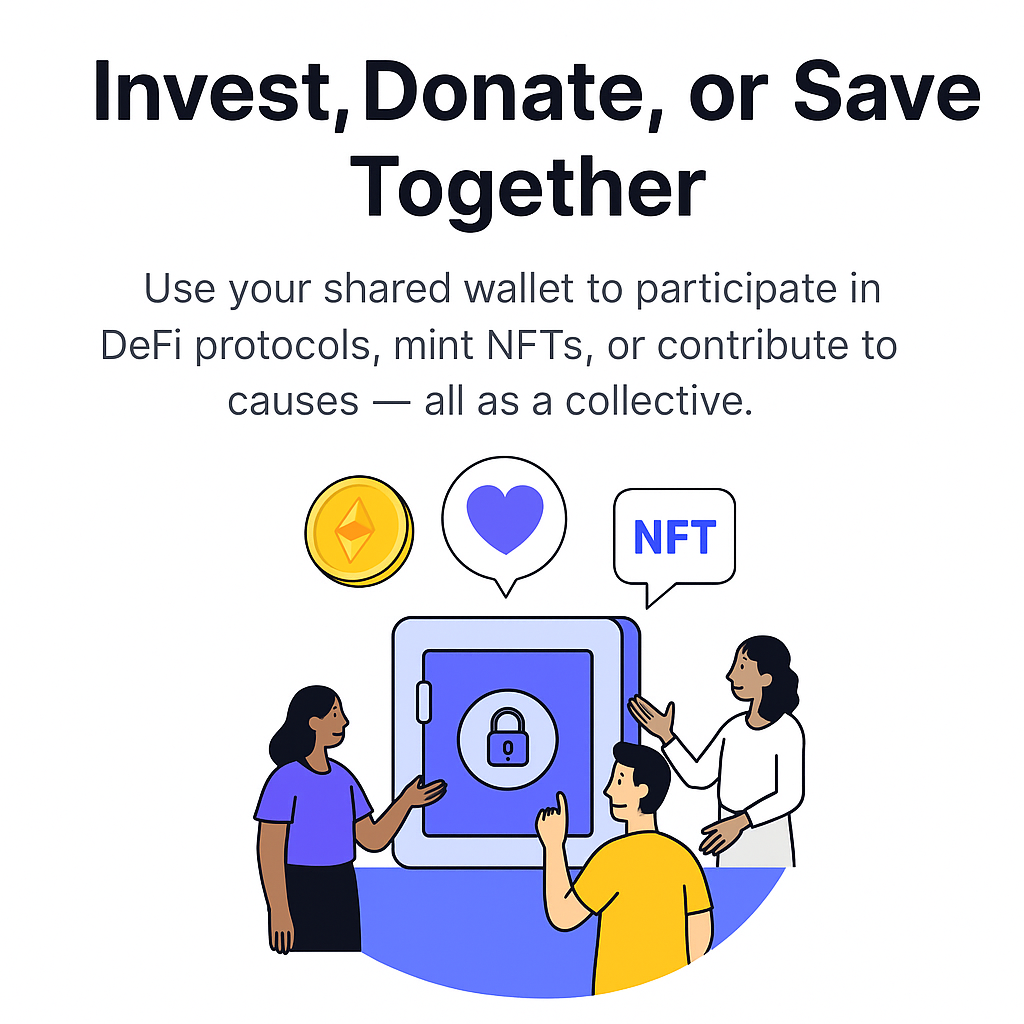 Invest, Donate, or Save
Together
Use your shared wallet to participate in
DeFi protocols, mint NFTs, or contribute to
causes — all as a collective.
NFT